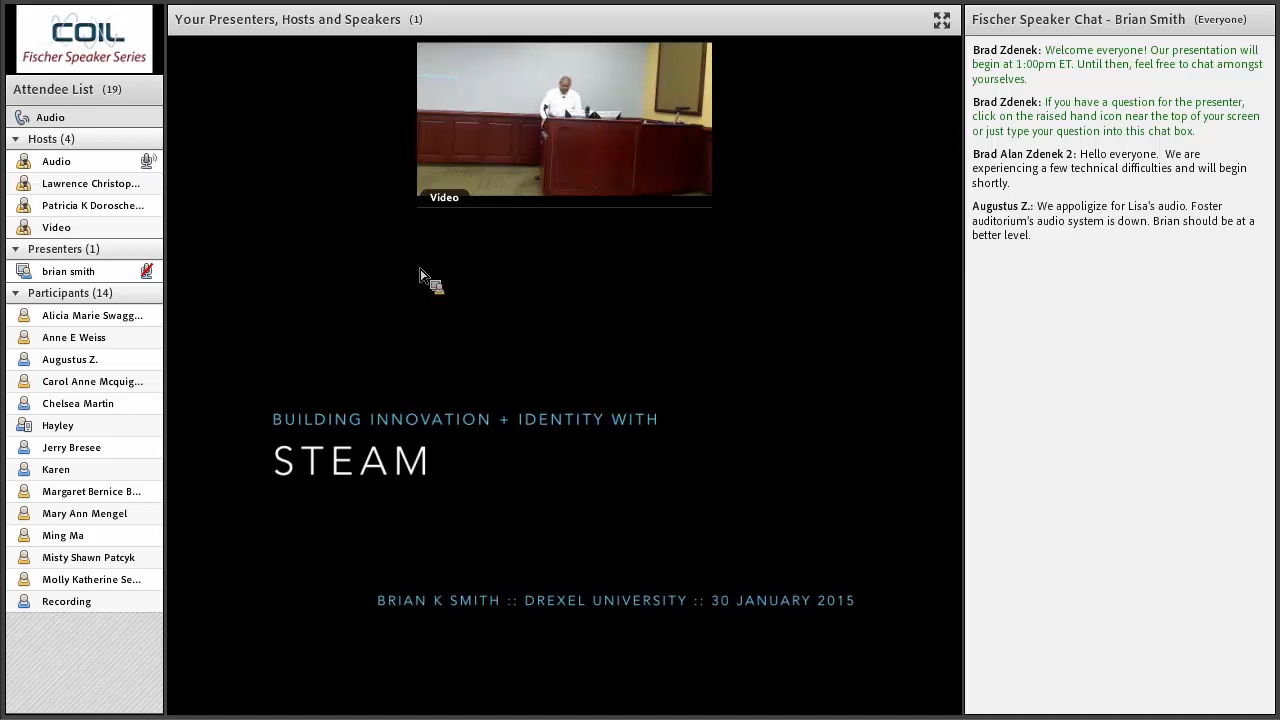 COIL
Fischer Speaker Series
Attendee List (19)
Audio
Hosts (4)
Audio
Lawrence Christop...
Patricia K Dorosche...
Video
Presenters (1)
brian smith
Participants (14)
Alicia Marie Swagg...
Anne E Weiss
Augustus Z.
Carol Anne Mcquig...
Chelsea Martin
Hayley
Jerry Bresee
Karen
Margaret Bernice B...
Mary Ann Mengel
Ming Ma
Misty Shawn Patcyk
Molly Katherine Se...
Recording
Your Presenters, Hosts and Speakers (1)
Video
BUILDING INNOVATION + IDENTITY WITH
STEAM
BRIAN K SMITH :: DREXEL UNIVERSITY :: 30 JANUARY 2015
Fischer Speaker Chat - Brian Smith (Everyone)
Brad Zdenek: Welcome everyone! Our presentation will
begin at 1:00pm ET. Until then, feel free to chat amongst
yourselves.
Brad Zdenek: If you have a question for the presenter,
click on the raised hand icon near the top of your screen
or just type your question into this chat box.
Brad Alan Zdenek 2: Hello everyone. We are
experiencing a few technical difficulties and will begin
shortly.
Augustus Z.: We appoligize for Lisa's audio. Foster
auditorium's audio system is down. Brian should be at a
better level.